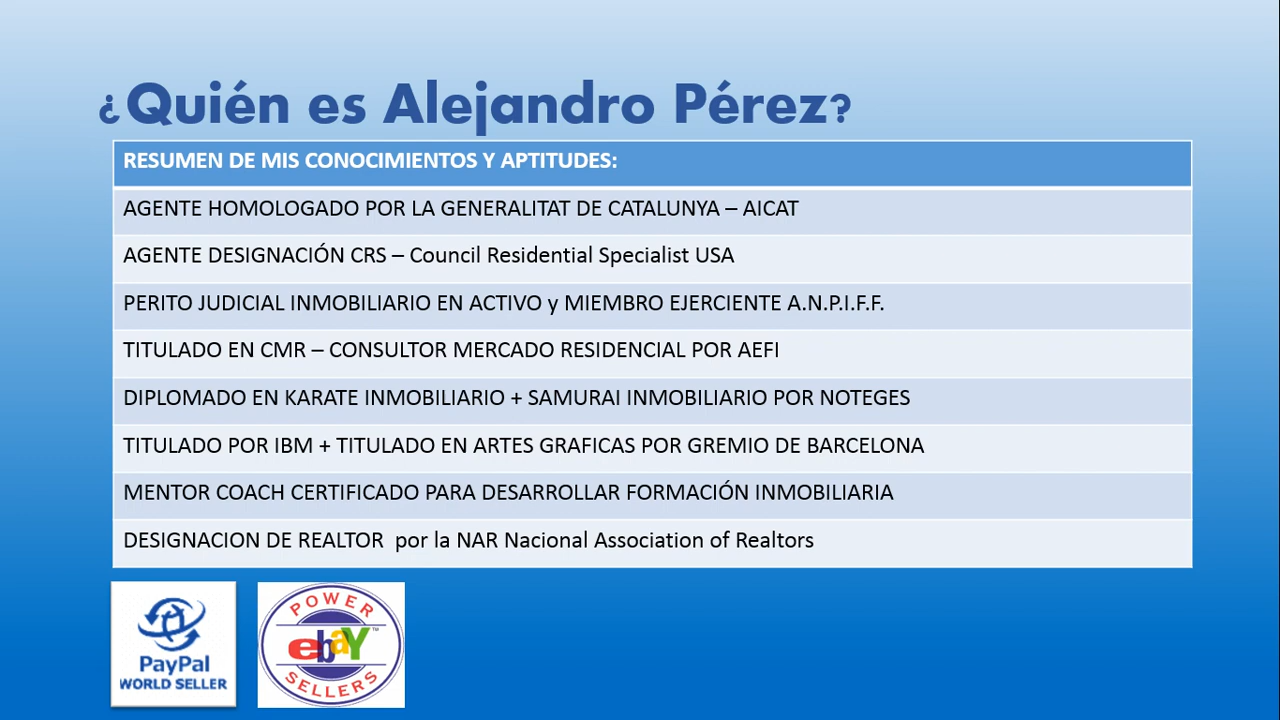 ¿Quién es Alejandro Pérez?
RESUMEN DE MIS CONOCIMIENTOS Y APTITUDES:
AGENTE HOMOLOGADO POR LA GENERALITAT DE CATALUNYA – AICAT
AGENTE DESIGNACIÓN CRS – Council Residential Specialist USA
PERITO JUDICIAL INMOBILIARIO EN ACTIVO y MIEMBRO EJERCIENTE A.N.P.I.F.F.
TITULADO EN CMR – CONSULTOR MERCADO RESIDENCIAL POR AEFI
DIPLOMADO EN KARATE INMOBILIARIO + SAMURAI INMOBILIARIO POR NOTEGES
TITULADO POR IBM + TITULADO EN ARTES GRAFICAS POR GREMIO DE BARCELONA
MENTOR COACH CERTIFICADO PARA DESARROLLAR FORMACIÓN INMOBILIARIA
DESIGNACION DE REALTOR por la NAR Nacional Association of Realtors
PayPal
WORLD SELLER
POWER
ebaY™
SELLERS